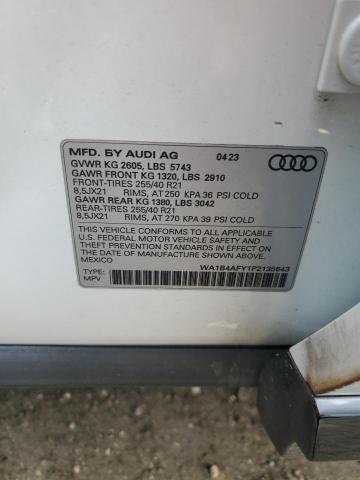 MFD. БY AUDI AG 04 23
GVWR KG 2605, LBS 5743
GAWR FRONT KG 1320, LBS 2910
FRONT-TIRES 255/40 R21
8,5JX21 RIMS, AT 250 KPA 36 PSI COLD
GAWR REAR KG 1380, LBS 3042
REAR-TIRES 255/40 R21
8,5JX21 RIMS, AT 270 KPA 39 PSI COLD
THIS VEHICLE CONFORMS TO ALL APPLICABLE
U.S. FEDERAL MOTOR VEHICLE SAFETY AND
THEFT PREVENTION STANDARDS IN EFFECT ON THE
DATE OF MANUFACTURE SHOWN ABOVE.
MEXICO
TYPE: WA1B4AFY1P2135643
MPV